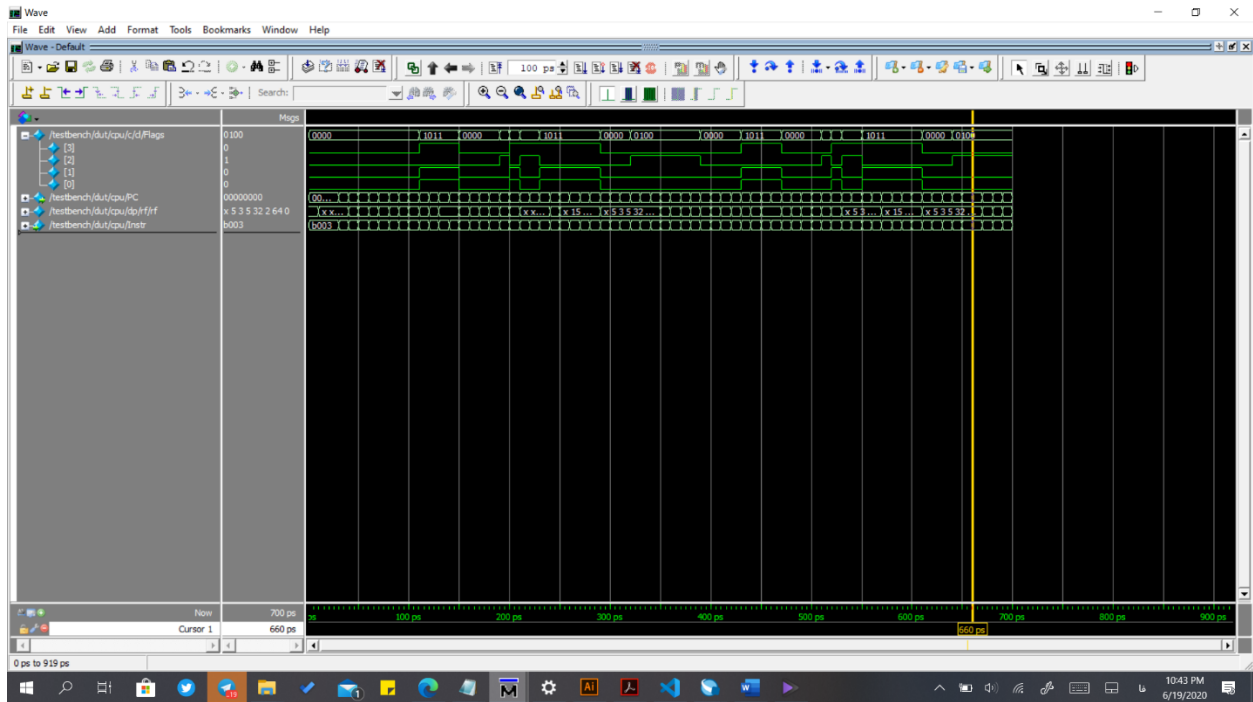 Wave
File Edit View Add Format Tools Bookmarks Window Help
Wave - Default
100 ps
Search:
Msgs
/testbench/dut/cpu/c/d/Flags 0100 0000 1011 0000 1011 0000 0100 0000 1011 0000 1011 0000 0100
[3] 0
[2] 1
[1] 0
[0] 0
/testbench/dut/cpu/PC 00000000 00...
/testbench/dut/cpu/dp/rf/rf x 5 3 5 32 2 64 0 x x... x x... x 15 ... x 5 3 5 32 ... x 5 3 ... x 15 ... x 5 3 5 32 ...
/testbench/dut/cpu/Instr b003 b003
Now 700 ps ps 100 ps 200 ps 300 ps 400 ps 500 ps 600 ps 700 ps 800 ps 900 ps
Cursor 1 660 ps 660 ps
0 ps to 919 ps
10:43 PM
6/19/2020